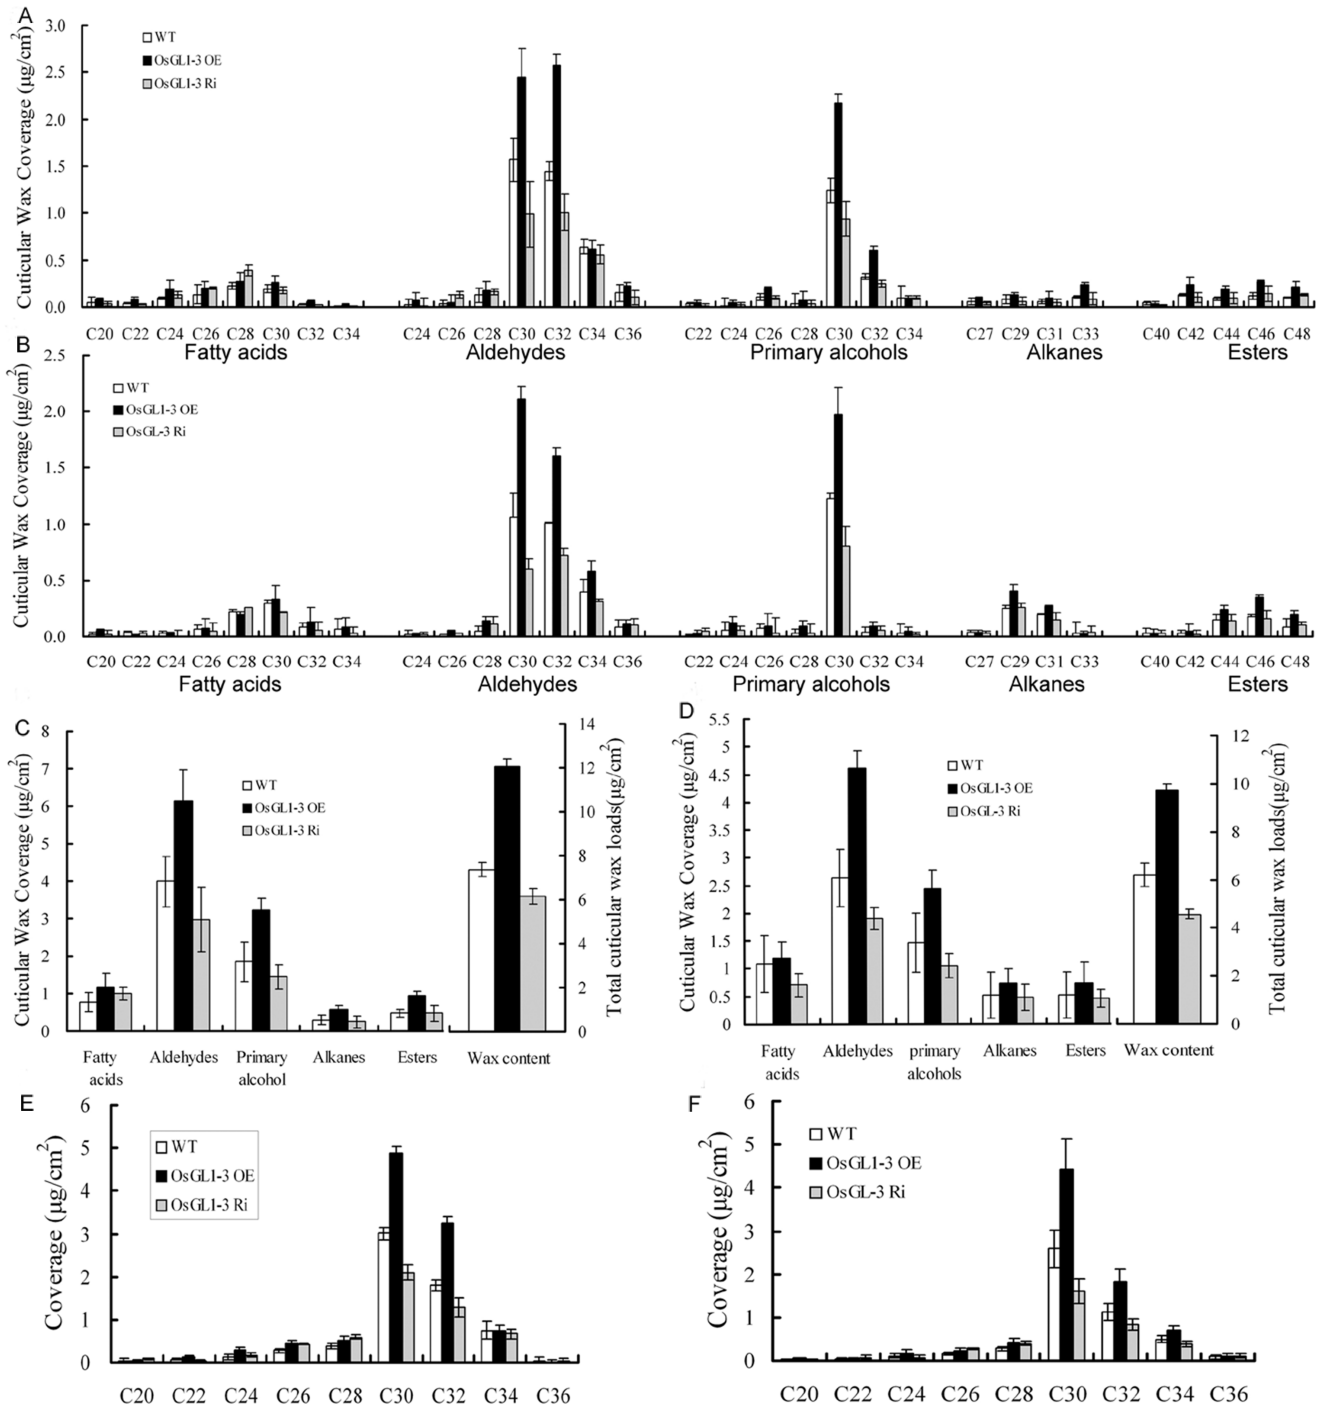 A
Cuticular Wax Coverage (μg/cm2)
3.0
2.5
2.0
1.5
1.0
0.5
0.0
WT
OsGL1-3 OE
OsGL1-3 Ri
C20 C22 C24 C26 C28 C30 C32 C34 C24 C26 C28 C30 C32 C34 C36 C22 C24 C26 C28 C30 C32 C34 C27 C29 C31 C33 C40 C42 C44 C46 C48
Fatty acids Aldehydes Primary alcohols Alkanes Esters
B
Cuticular Wax Coverage (μg/cm2)
2.5
2.0
1.5
1.0
0.5
0.0
WT
OsGL1-3 OE
OsGL-3 Ri
C20 C22 C24 C26 C28 C30 C32 C34 C24 C26 C28 C30 C32 C34 C36 C22 C24 C26 C28 C30 C32 C34 C27 C29 C31 C33 C40 C42 C44 C46 C48
Fatty acids Aldehydes Primary alcohols Alkanes Esters
C
Cuticular Wax Coverage (μg/cm2)
8
7
6
5
4
3
2
1
0
WT
OsGL1-3 OE
OsGL1-3 Ri
14
12
10
8
6
4
2
0
Total cuticular wax loads(μg/cm2)
Fatty acids
Aldehydes
Primary alcohol
Alkanes
Esters
Wax content
D
Cuticular Wax Coverage (μg/cm2)
5.5
5
4.5
4
3.5
3
2.5
2
1.5
1
0.5
0
WT
OsGL1-3 OE
OsGL-3 Ri
12
10
8
6
4
2
0
Total cuticular wax loads(μg/cm2)
Fatty acids
Aldehydes
primary alcohols
Alkanes
Esters
Wax content
E
Coverage (μg/cm2)
6
5
4
3
2
1
0
WT
OsGL1-3 OE
OsGL1-3 Ri
C20 C22 C24 C26 C28 C30 C32 C34 C36
F
Coverage (μg/cm2)
6
5
4
3
2
1
0
WT
OsGL1-3 OE
OsGL-3 Ri
C20 C22 C24 C26 C28 C30 C32 C34 C36